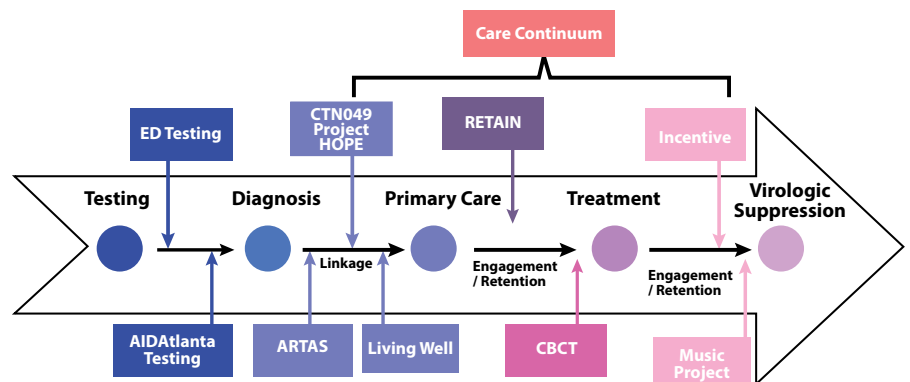 Care Continuum
ED Testing
CTN049
Project
HOPE
RETAIN
Incentive
Testing
Diagnosis
Primary Care
Treatment
Virologic
Suppression
Linkage
Engagement
/ Retention
Engagement
/ Retention
AIDAtlanta
Testing
ARTAS
Living Well
CBCT
Music
Project